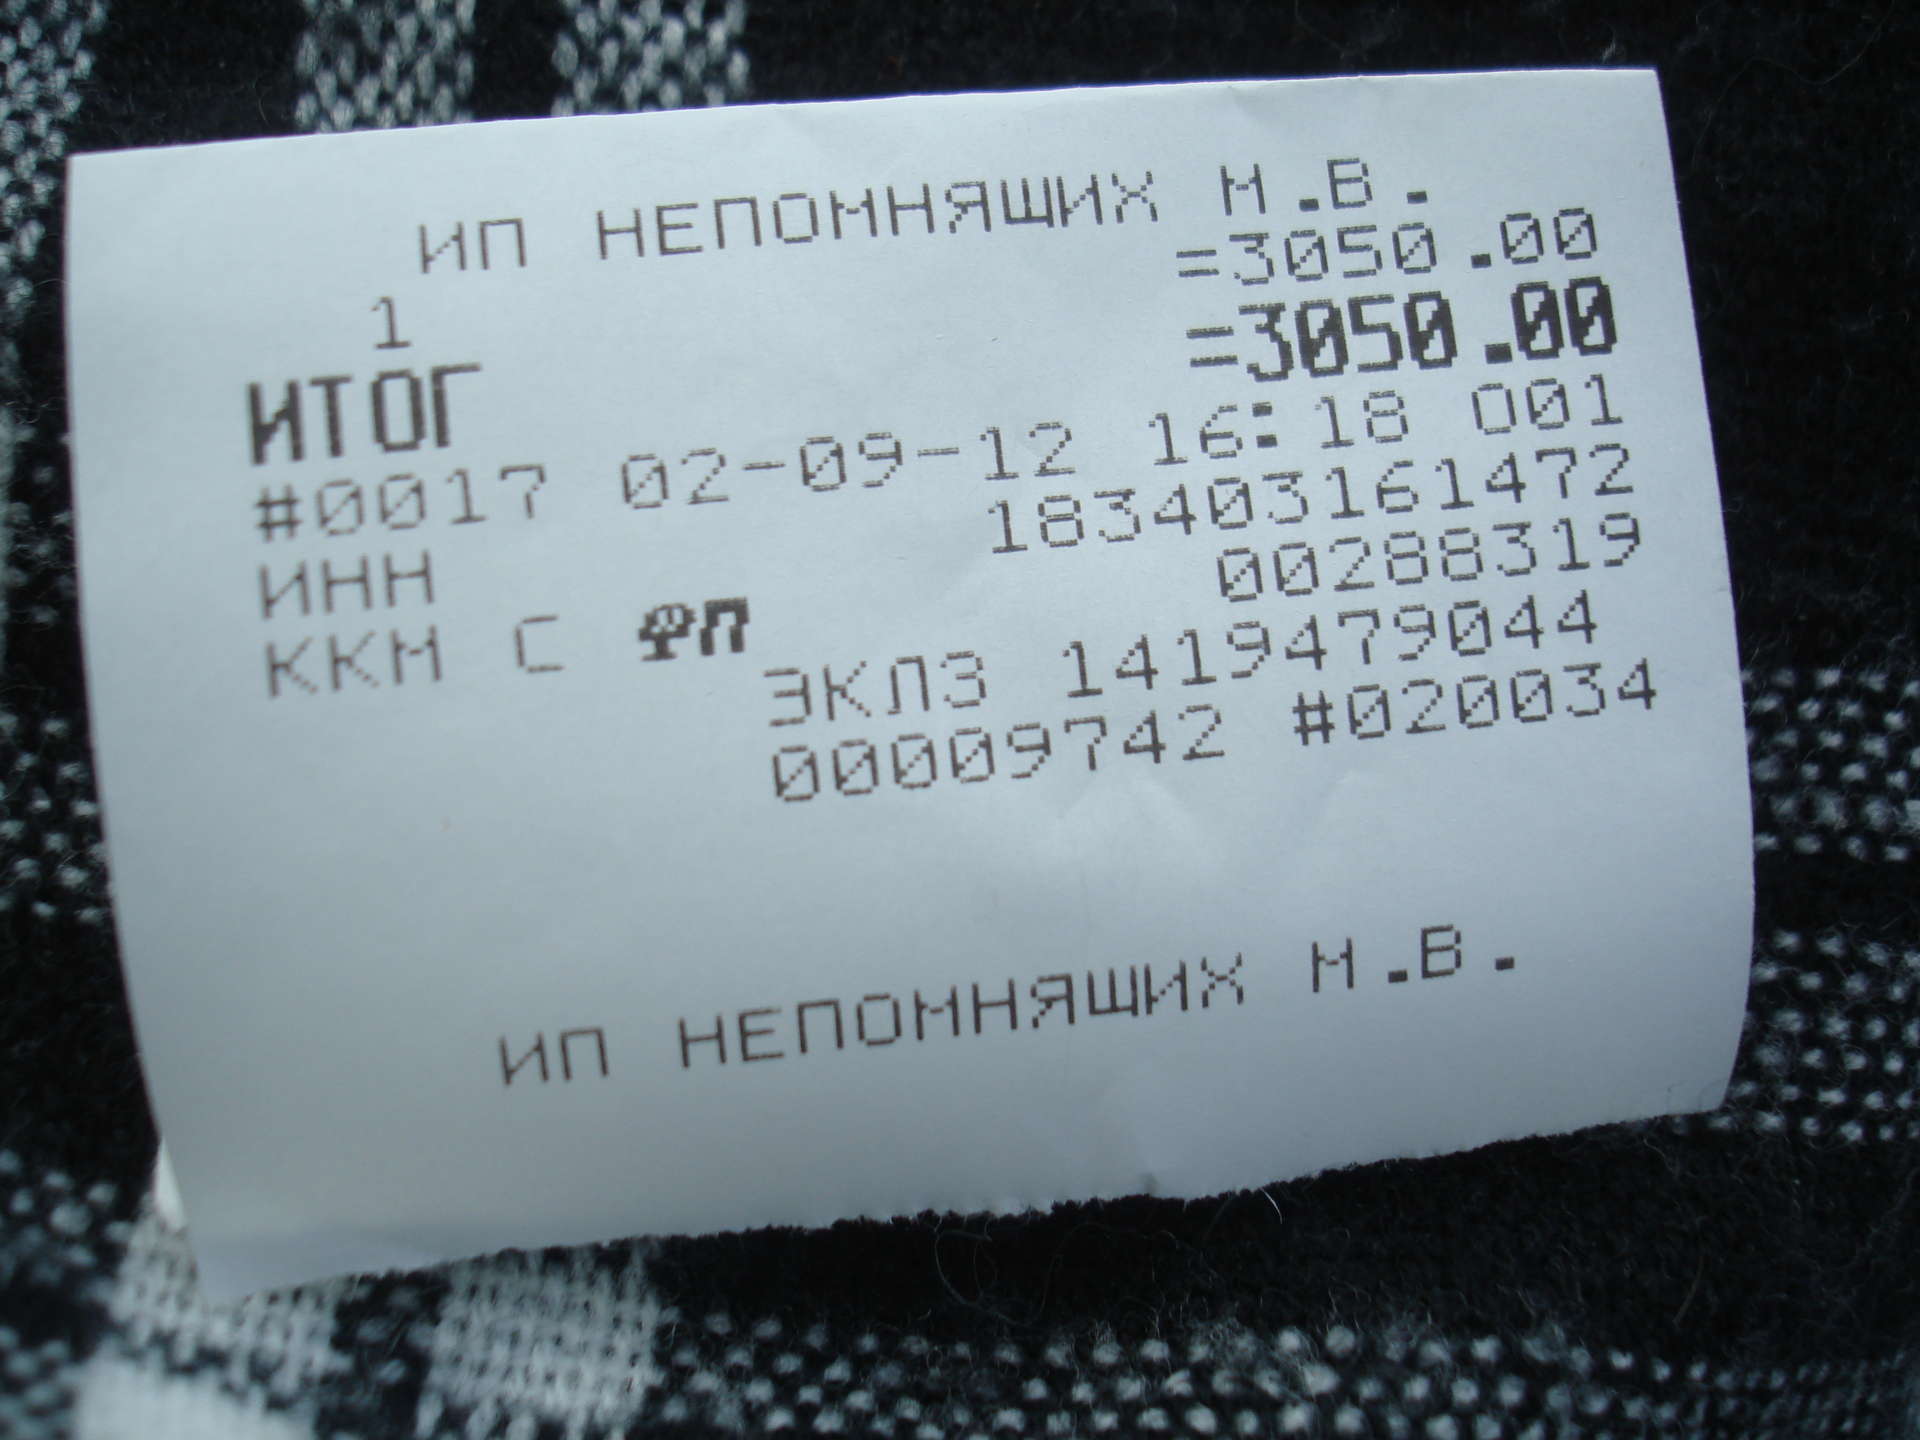 ИП НЕПОМНЯЩИХ М.В.
1 =3050.00
ИТОГ =3050.00
#0017 02-09-12 16:18 001
ИНН 183403161472
ККМ С ФП 00288319
ЭКЛЗ 1419479044
00009742 #020034
ИП НЕПОМНЯЩИХ М.В.